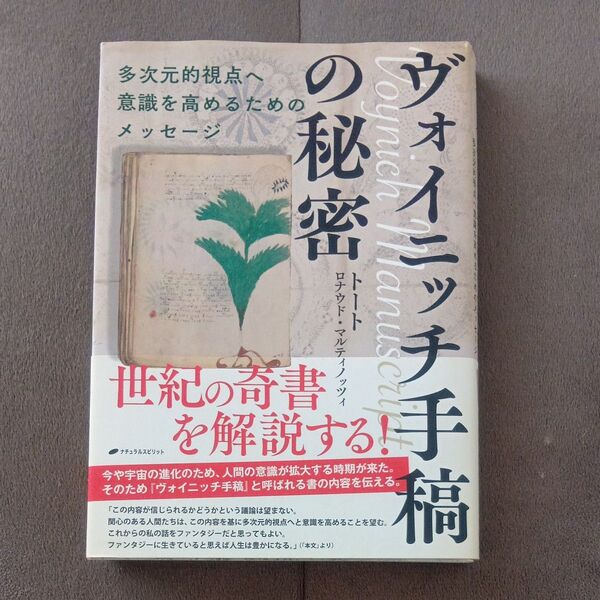 ヴォイニッチ手稿
の秘密
Voynich Manuscript
多次元的視点へ
意識を高めるための
メッセージ
トート
ロナウド・マルティノッツィ
世紀の奇書
を解説する!
ナチュラルスピリット
今や宇宙の進化のため、人間の意識が拡大する時期が来た。
そのため『ヴォイニッチ手稿』と呼ばれる書の内容を伝える。
「この内容が信じられるかどうかという議論は望まない。
関心のある人間たちは、この内容を基に多次元的視点へと意識を高めることを望む。
これからの私の話をファンタジーだと思ってもよい。
ファンタジーに生きていると思えば人生は豊かになる。」(「本文」より)